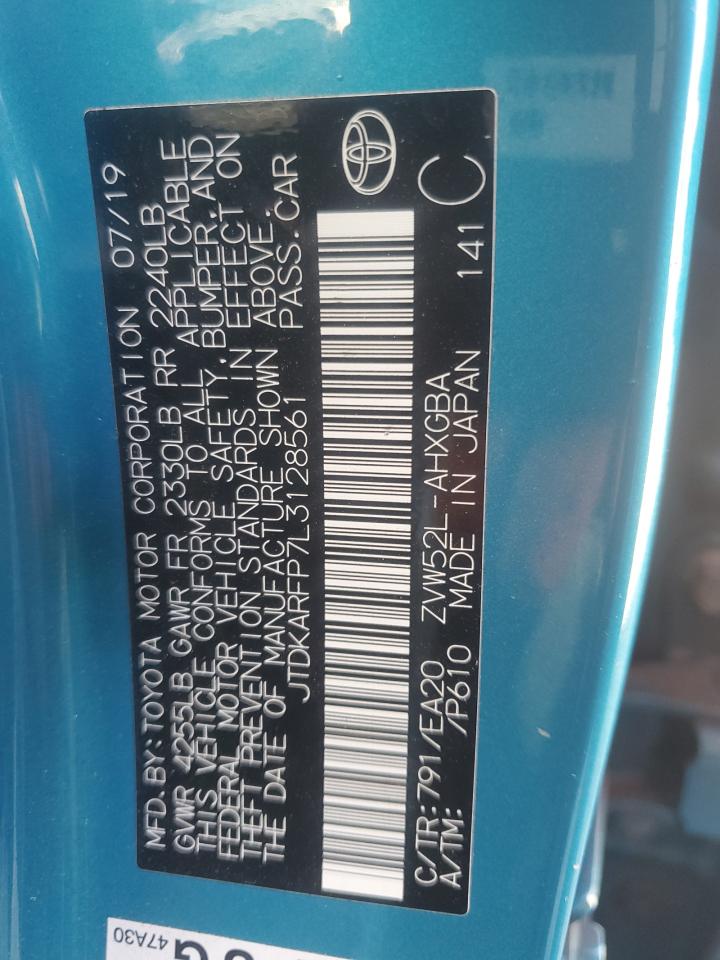 MFD.BY:TOYOTA MOTOR CORPORATION 07/19
GVWR 4255LB GAWR FR 2330LB RR 2240LB
THIS VEHICLE CONFORMS TO ALL APPLICABLE
FEDERAL MOTOR VEHICLE SAFETY,BUMPER,AND
THEFT PREVENTION STANDARDS IN EFFECT ON
THE DATE OF MANUFACTURE SHOWN ABOVE.
JTDKARFP7L3128561 PASS.CAR
C/TR:791/EA20 ZVW52L-AHXGBA 141
A/TM: /P610 MADE IN JAPAN
C
47A30